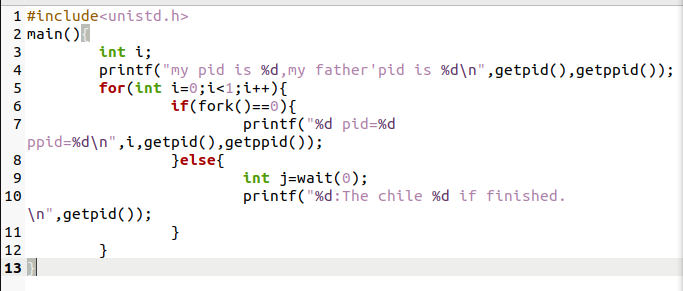 1 #include<unistd.h>
2 main(){
3 int i;
4 printf("my pid is %d,my father'pid is %d\n",getpid(),getppid());
5 for(int i=0;i<1;i++){
6 if(fork()==0){
7 printf("%d pid=%d
ppid=%d\n",i,getpid(),getppid());
8 }else{
9 int j=wait(0);
10 printf("%d:The chile %d if finished.
\n",getpid());
11 }
12 }
13 }